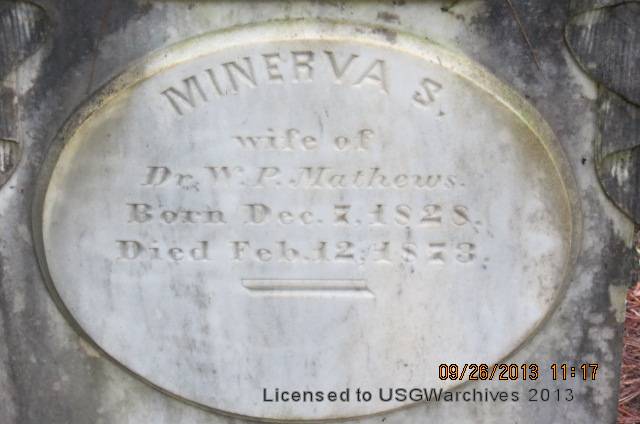 MINERVA S.
wife of
Dr. W. P. Mathews.
Born Dec. 7, 1828.
Died Feb. 12, 1873.
09/26/2013 11:17
Licensed to USGWarchives 2013